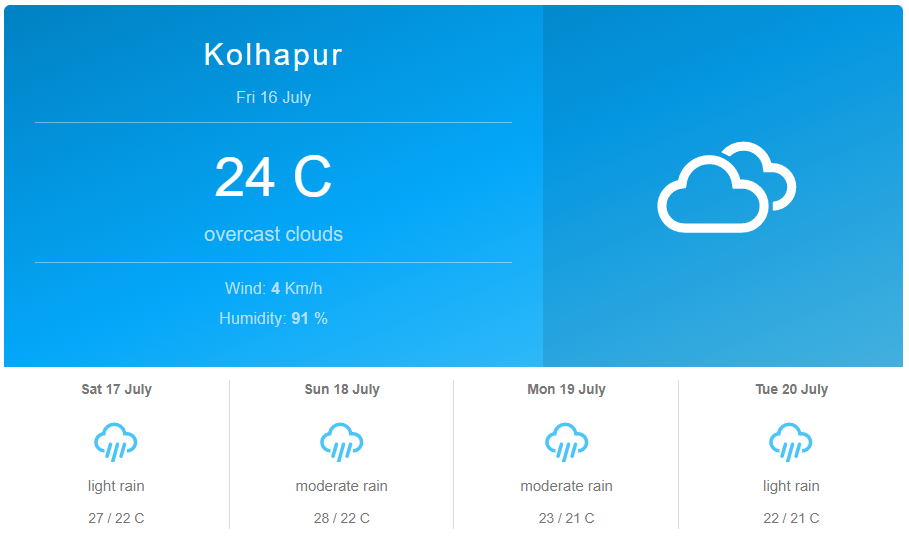 Kolhapur
Fri 16 July
24 C
overcast clouds
Wind: 4 Km/h
Humidity: 91 %
Sat 17 July
light rain
27 / 22 C
Sun 18 July
moderate rain
28 / 22 C
Mon 19 July
moderate rain
23 / 21 C
Tue 20 July
light rain
22 / 21 C